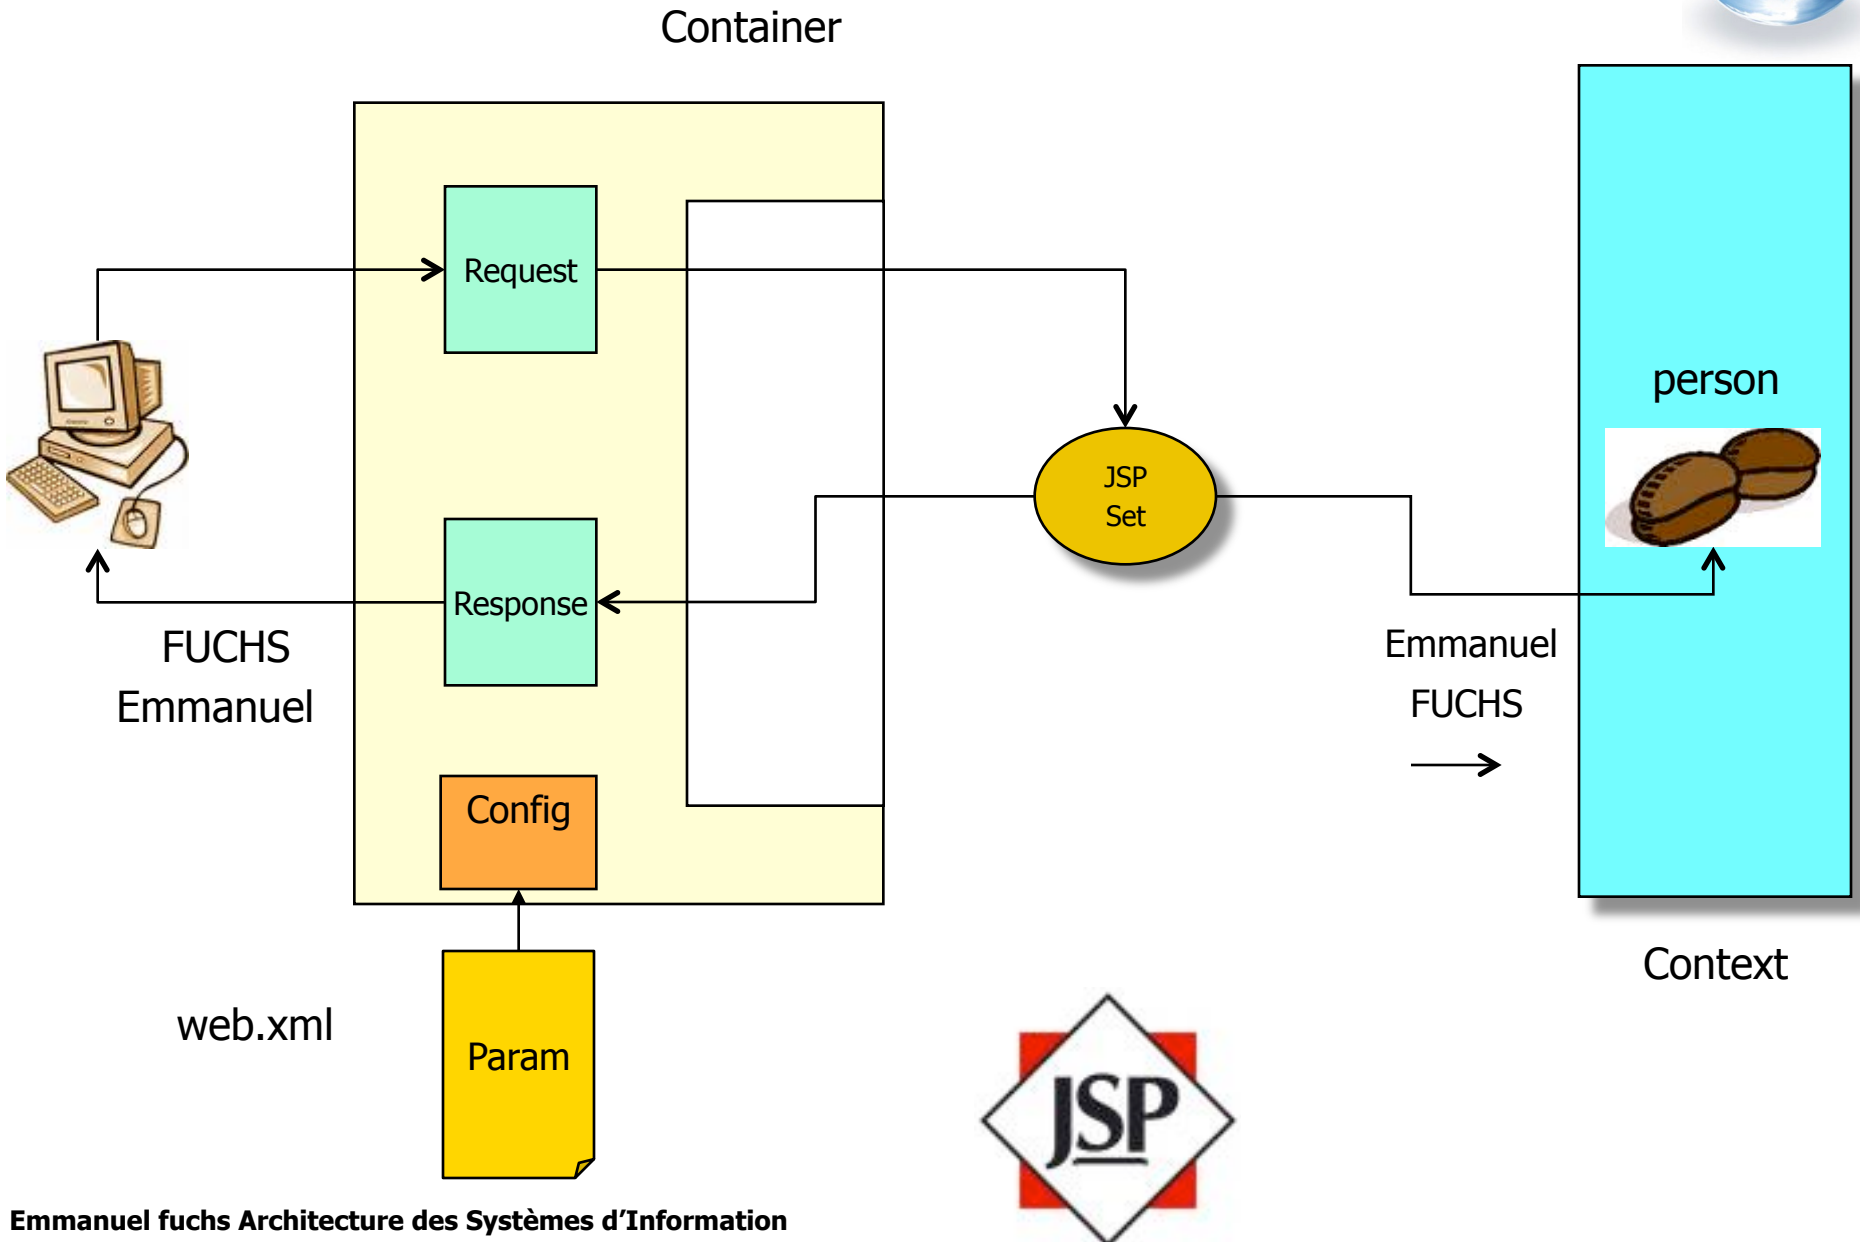 Container
Request
JSP
Set
person
Response
FUCHS
Emmanuel
Emmanuel
FUCHS
Config
Context
web.xml
Param
JSP
Emmanuel fuchs Architecture des Systèmes d’Information